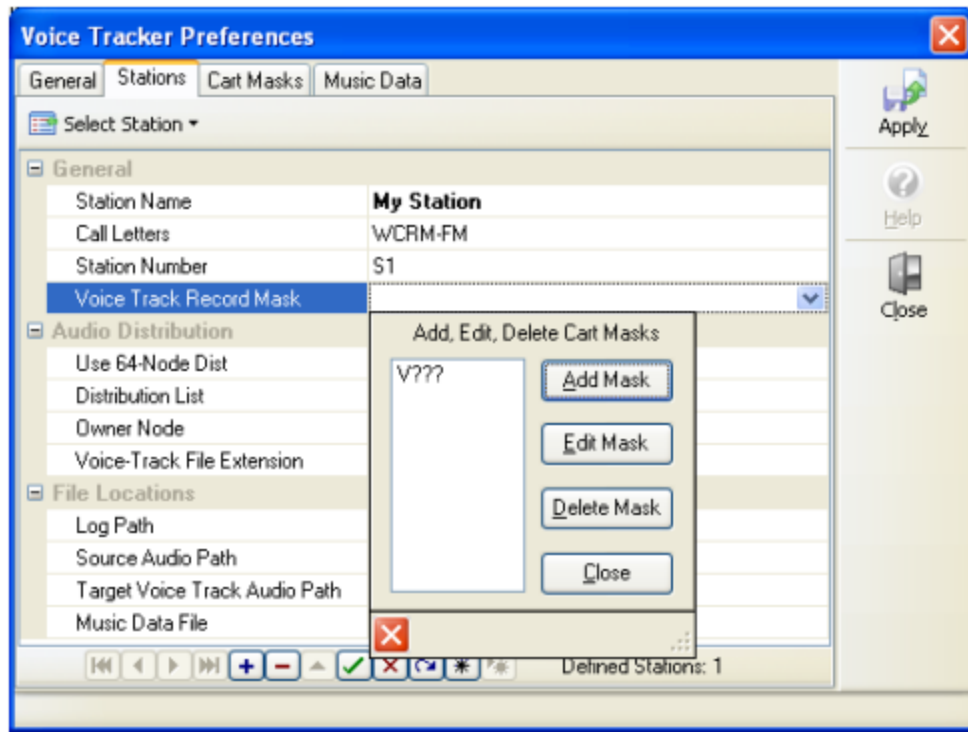 Voice Tracker Preferences
General Stations Cart Masks Music Data
Select Station
Apply
Help
Close
General
Station Name My Station
Call Letters WCRM-FM
Station Number S1
Voice Track Record Mask
Audio Distribution
Use 64-Node Dist
Distribution List
Owner Node
Voice-Track File Extension
File Locations
Log Path
Source Audio Path
Target Voice Track Audio Path
Music Data File
Add, Edit, Delete Cart Masks
V???
Add Mask
Edit Mask
Delete Mask
Close
Defined Stations: 1